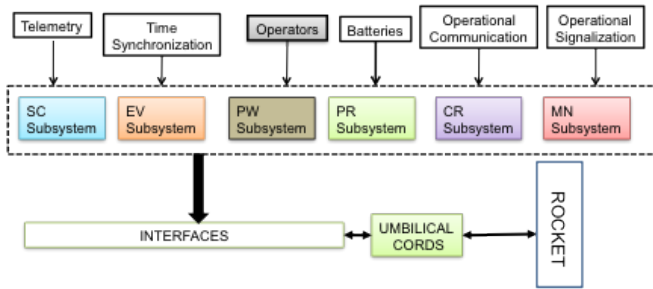 Telemetry
Time
Synchronization
Operators
Batteries
Operational
Communication
Operational
Signalization
SC
Subsystem
EV
Subsystem
PW
Subsystem
PR
Subsystem
CR
Subsystem
MN
Subsystem
INTERFACES
UMBILICAL
CORDS
ROCKET